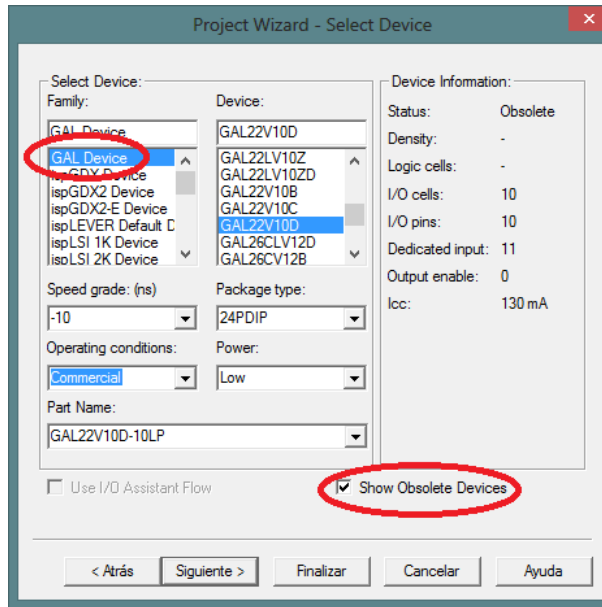 Project Wizard - Select Device
Select Device:
Family:
GAL Device
GAL Device
ispGDX Device
ispGDX2 Device
ispGDX2-E Device
ispLEVER Default D
ispLSI 1K Device
ispLSI 2K Device
Device:
GAL22V10D
GAL22LV10Z
GAL22LV10ZD
GAL22V10B
GAL22V10C
GAL22V10D
GAL26CLV12D
GAL26CV12B
Speed grade: (ns)
-10
Package type:
24PDIP
Operating conditions:
Commercial
Power:
Low
Part Name:
GAL22V10D-10LP
Device Information:
Status: Obsolete
Density: -
Logic cells: -
I/O cells: 10
I/O pins: 10
Dedicated input: 11
Output enable: 0
Icc: 130 mA
Use I/O Assistant Flow
Show Obsolete Devices
< Atrás
Siguiente >
Finalizar
Cancelar
Ayuda